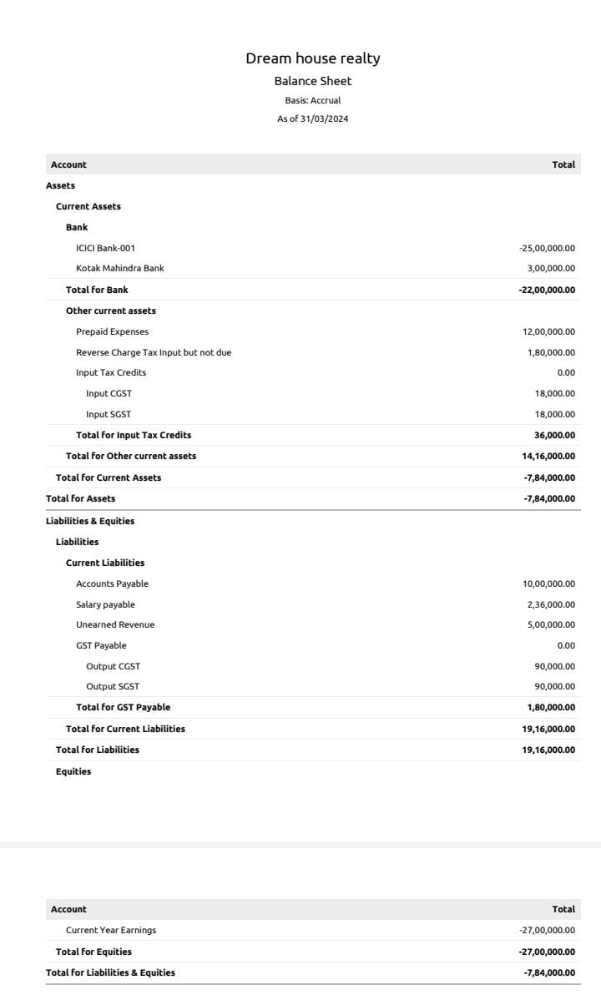 Dream house realty
Balance Sheet
Basis: Accrual
As of 31/03/2024
Account Total
Assets
Current Assets
Bank
ICICI Bank-001 -25,00,000.00
Kotak Mahindra Bank 3,00,000.00
Total for Bank -22,00,000.00
Other current assets
Prepaid Expenses 12,00,000.00
Reverse Charge Tax Input but not due 1,80,000.00
Input Tax Credits 0.00
Input CGST 18,000.00
Input SGST 18,000.00
Total for Input Tax Credits 36,000.00
Total for Other current assets 14,16,000.00
Total for Current Assets -7,84,000.00
Total for Assets -7,84,000.00
Liabilities & Equities
Liabilities
Current Liabilities
Accounts Payable 10,00,000.00
Salary payable 2,36,000.00
Unearned Revenue 5,00,000.00
GST Payable 0.00
Output CGST 90,000.00
Output SGST 90,000.00
Total for GST Payable 1,80,000.00
Total for Current Liabilities 19,16,000.00
Total for Liabilities 19,16,000.00
Equities
Account Total
Current Year Earnings -27,00,000.00
Total for Equities -27,00,000.00
Total for Liabilities & Equities -7,84,000.00